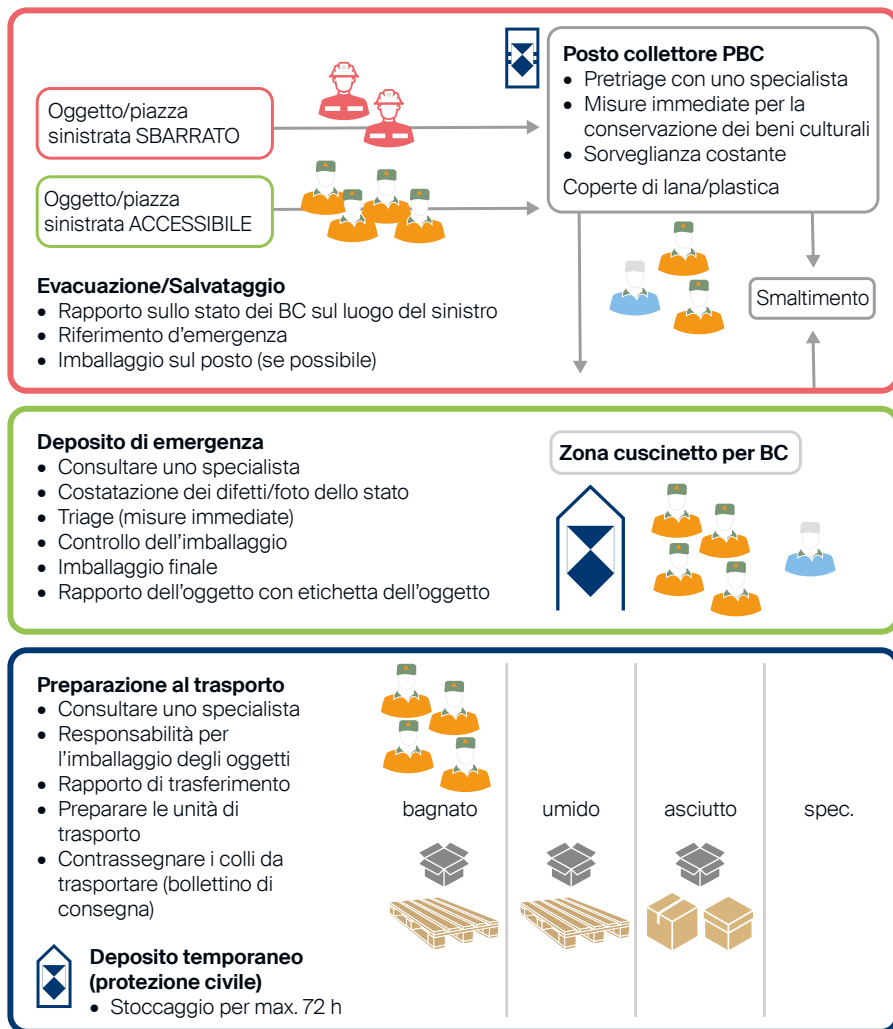 Oggetto/piazza
sinistrata SBARRATO
Oggetto/piazza
sinistrata ACCESSIBILE
Posto collettore PBC
• Pretriage con uno specialista
• Misure immediate per la
conservazione dei beni culturali
• Sorveglianza costante
Coperte di lana/plastica
Evacuazione/Salvataggio
• Rapporto sullo stato dei BC sul luogo del sinistro
• Riferimento d'emergenza
• Imballaggio sul posto (se possibile)
Smaltimento
Deposito di emergenza
• Consultare uno specialista
• Costatazione dei difetti/foto dello stato
• Triage (misure immediate)
• Controllo dell'imballaggio
• Imballaggio finale
• Rapporto dell'oggetto con etichetta dell'oggetto
Zona cuscinetto per BC
Preparazione al trasporto
• Consultare uno specialista
• Responsabilità per
l'imballaggio degli oggetti
• Rapporto di trasferimento
• Preparare le unità di
trasporto
• Contrassegnare i colli da
trasportare (bollettino di
consegna)
bagnato
umido
asciutto
spec.
Deposito temporaneo
(protezione civile)
• Stoccaggio per max. 72 h